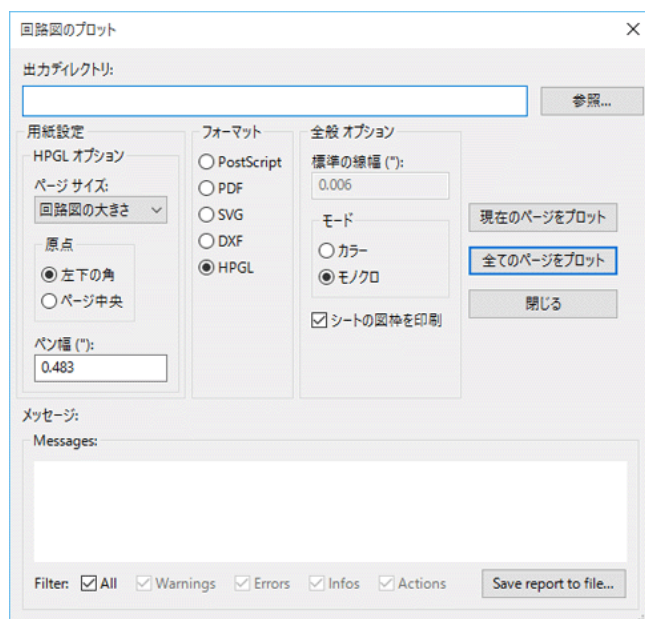 回路図のプロット
出力ディレクトリ:
参照...
用紙設定
HPGL オプション
ページ サイズ:
回路図の大きさ
原点
左下の角
ページ中央
ペン幅 ("):
0.483
フォーマット
PostScript
PDF
SVG
DXF
HPGL
全般 オプション
標準の線幅 ("):
0.006
モード
カラー
モノクロ
シートの図枠を印刷
現在のページをプロット
全てのページをプロット
閉じる
メッセージ:
Messages:
Filter: All Warnings Errors Infos Actions Save report to file...